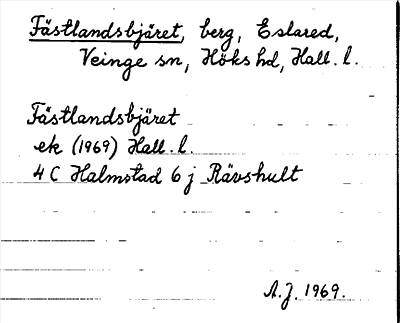 Fästlandsbjäret, berg, Eslared,
Veinge sn, Höks hd, Hall. l.
Fästlandsbjäret
ek (1969) Hall. l.
4 C Halmstad 6 j Rävshult
A.J. 1969.